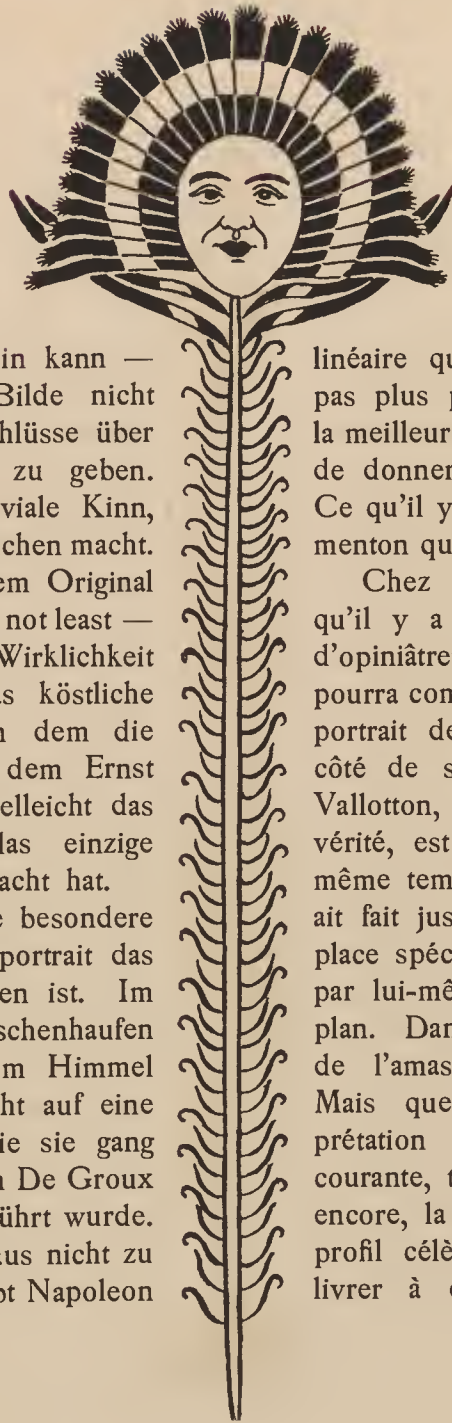 in kann —
Bilde nicht
hlüsse über
zu geben.
viale Kinn,
chen macht.
em Original
not least —
Wirklichkeit
s köstliche
n dem die
dem Ernst
elleicht das
las einzige
acht hat.
e besondere
portrait das
en ist. Im
schenhaufen
m Himmel
ht auf eine
ie sie gang
n De Groux
ührt wurde.
us nicht zu
ot Napoleon
linéaire qu
pas plus p
la meilleur
de donner
Ce qu'il y
menton qu
Chez
qu'il y a
d'opiniâtre
pourra con
portrait de
côté de s
Vallotton,
vérité, est
même tem
ait fait jus
place spéc
par lui-mê
plan. Dar
de l'amas
Mais que
prétation
courante, t
encore, la
profil célè
livrer à c